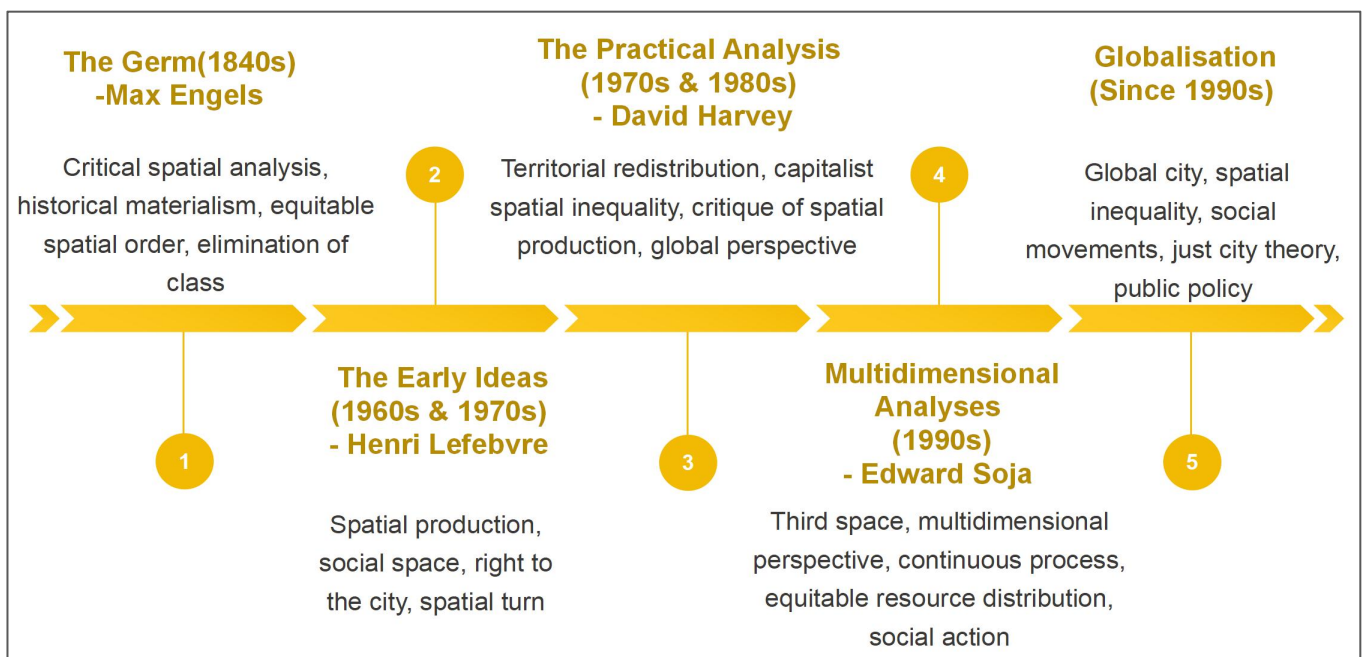 The Germ(1840s)
-Max Engels
Critical spatial analysis,
historical materialism, equitable
spatial order, elimination of
class
1
2
The Early Ideas
(1960s & 1970s)
- Henri Lefebvre
Spatial production,
social space, right to
the city, spatial turn
The Practical Analysis
(1970s & 1980s)
- David Harvey
Territorial redistribution, capitalist
spatial inequality, critique of spatial
production, global perspective
3
4
Multidimensional
Analyses
(1990s)
- Edward Soja
Third space, multidimensional
perspective, continuous process,
equitable resource distribution,
social action
Globalisation
(Since 1990s)
Global city, spatial
inequality, social
movements, just city theory,
public policy
5